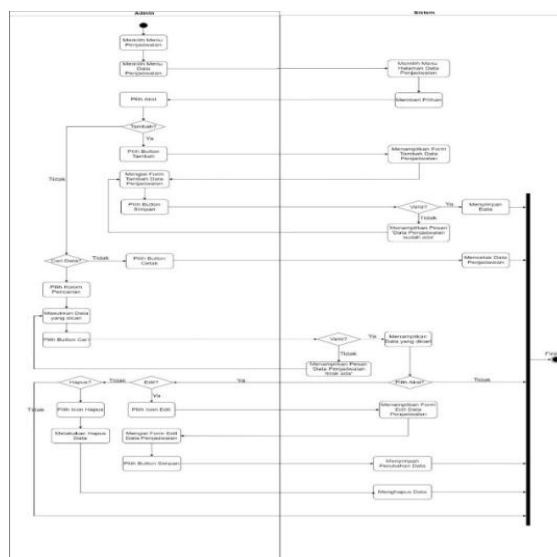 Admin
Sistem
Memilih Menu
Penjadwalan
Memilih Menu
Data
Penjadwalan
Memilih Menu
Halaman Data
Penjadwalan
Pilih Aksi
Memberi Pilihan
Tambah?
Ya
Tidak
Pilih Button
Tambah
Menampilkan Form
Tambah Data
Penjadwalan
Mengisi Form
Tambah Data
Penjadwalan
Pilih Button
Simpan
Valid?
Ya
Menyimpan
Data
Tidak
Menampilkan Pesan
'Data Penjadwalan
sudah ada'
Cari Data?
Tidak
Pilih Button
Cetak
Mencetak Data
Penjadwalan
Ya
Pilih Kolom
Pencarian
Masukkan Data
yang dicari
Pilih Button Cari
Valid?
Ya
Menampilkan
Data yang dicari
Tidak
Menampilkan Pesan
'Data Penjadwalan
tidak ada'
Hapus?
Tidak
Edit?
Ya
Pilih Aksi?
Tidak
Tidak
Ya
Pilih Icon Hapus
Pilih Icon Edit
Menampilkan Form
Edit Data
Penjadwalan
Melakukan Hapus
Data
Mengisi Form Edit
Data Penjadwalan
Pilih Button Simpan
Menyimpan
Perubahan Data
Menghapus Data